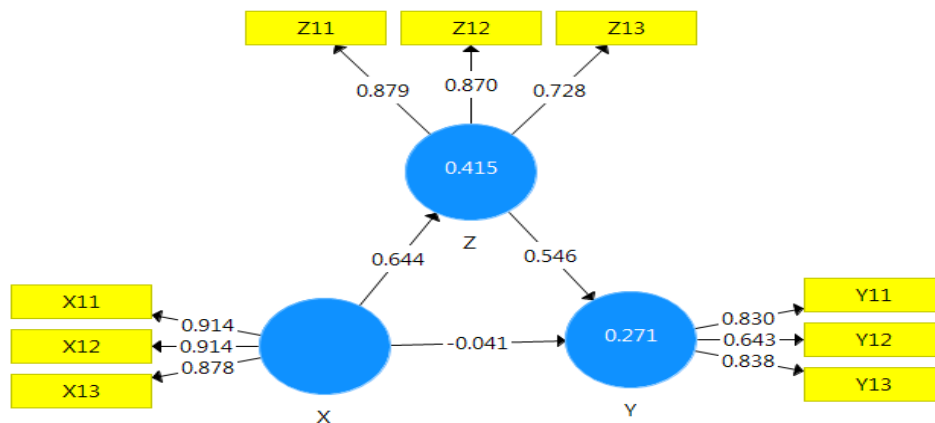 Z11 Z12 Z13
0.879 0.870 0.728
0.415
Z
0.644 0.546
X11 0.914
X12 0.914
X13 0.878
X
-0.041
0.271
Y
0.830 Y11
0.643 Y12
0.838 Y13